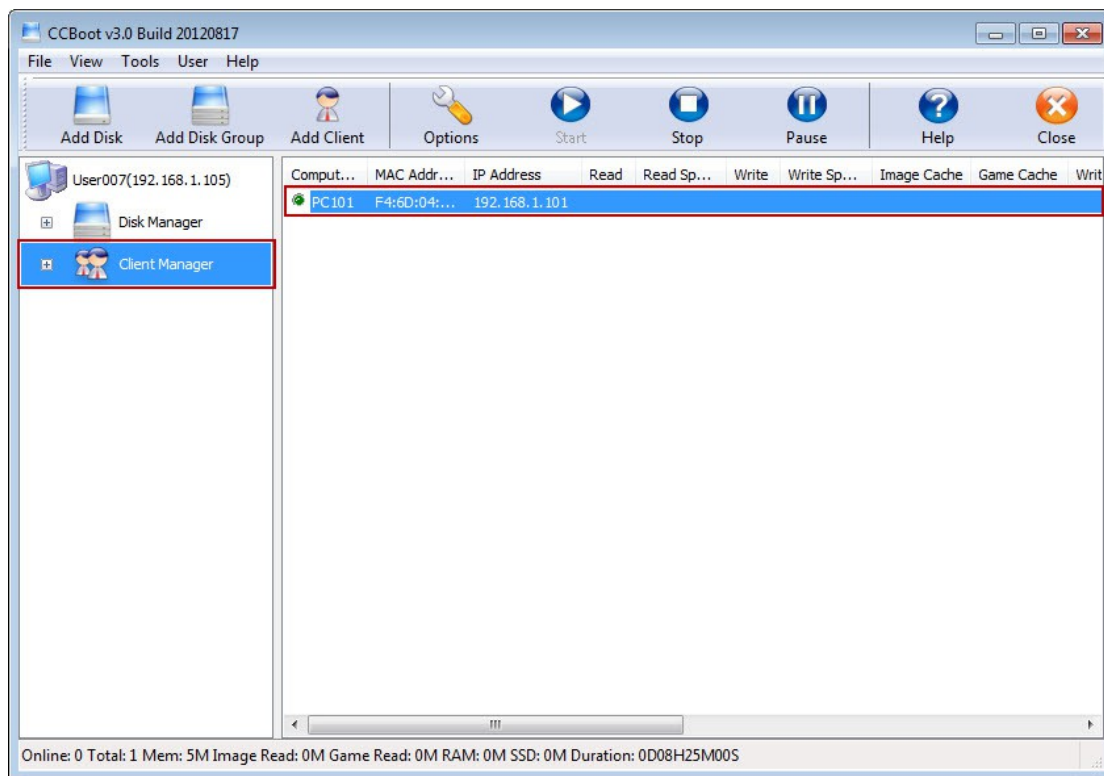 CCBoot v3.0 Build 20120817
File View Tools User Help
Add Disk Add Disk Group Add Client Options Start Stop Pause Help Close
User007(192.168.1.105)
Disk Manager
Client Manager
Comput... MAC Addr... IP Address Read Read Sp... Write Write Sp... Image Cache Game Cache Writ
PC101 F4:6D:04:... 192.168.1.101
Online: 0 Total: 1 Mem: 5M Image Read: 0M Game Read: 0M RAM: 0M SSD: 0M Duration: 0D08H25M00S